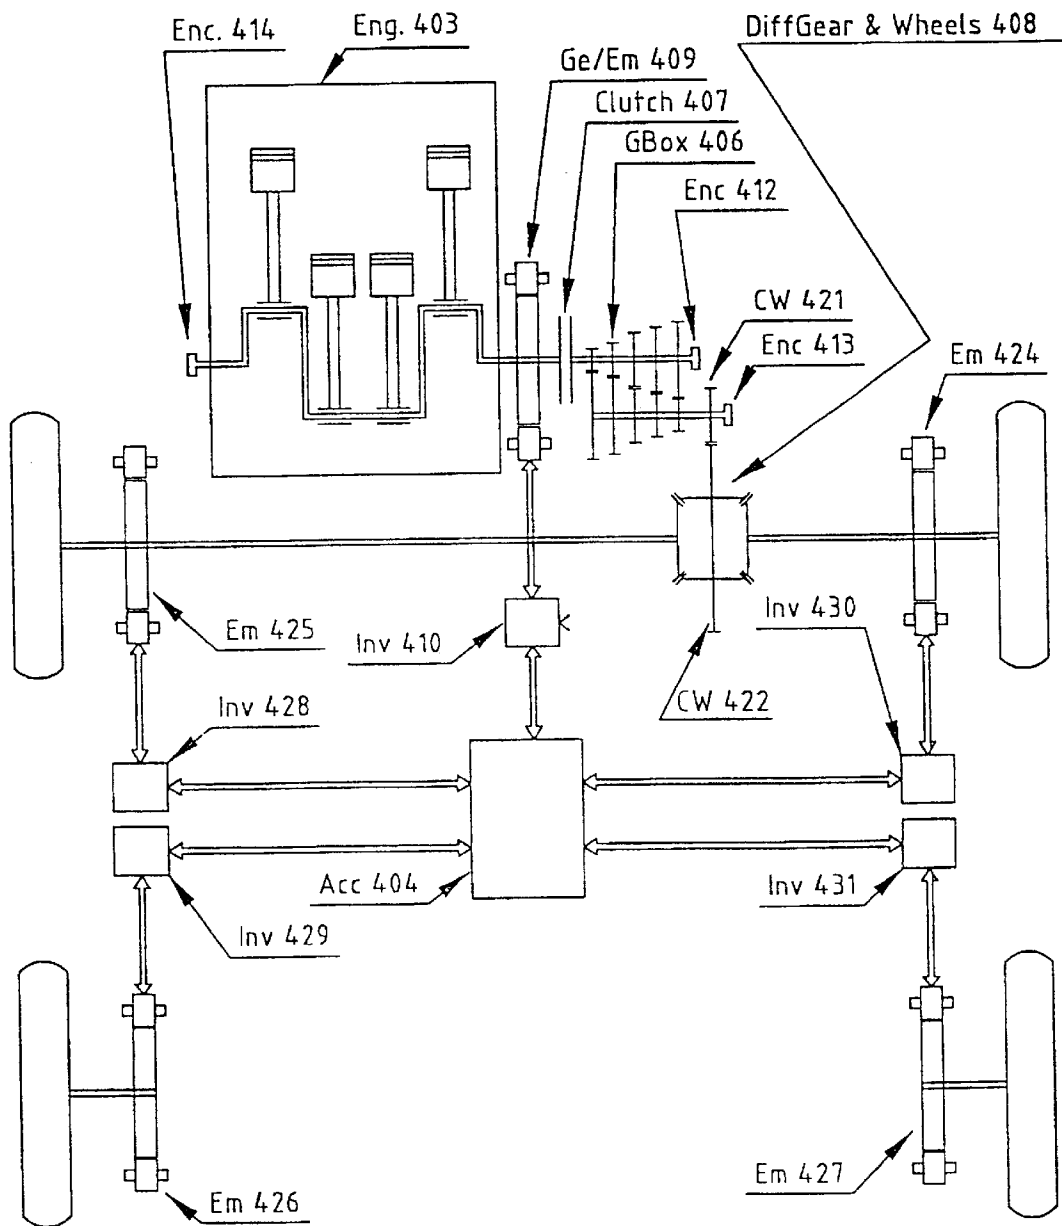 Enc. 414
Eng. 403
DiffGear & Wheels 408
Ge/Em 409
Clutch 407
GBox 406
Enc 412
CW 421
Enc 413
Em 424
Em 425
Inv 410
Inv 430
Inv 428
CW 422
Acc 404
Inv 431
Inv 429
Em 426
Em 427